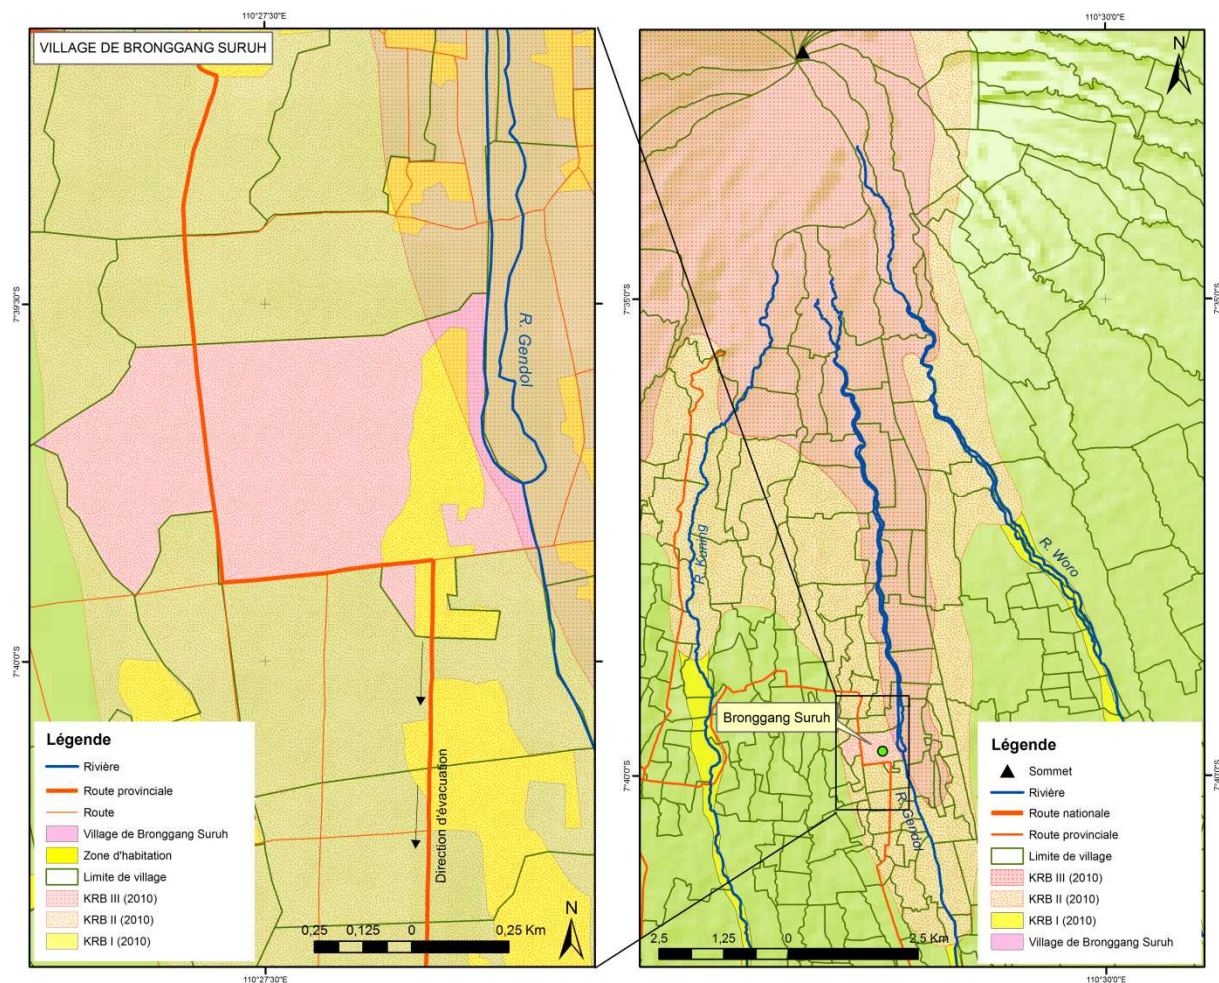 110°27'30"E
VILLAGE DE BRONGGANG SURUH
7°39'30"S
R. Gendol
7°40'0"S
Direction d'évacuation
Légende
Rivière
Route provinciale
Route
Village de Bronggang Suruh
Zone d'habitation
Limite de village
KRB III (2010)
KRB II (2010)
KRB I (2010)
N
0,25 0,125 0 0,25 Km
110°27'30"E
110°30'0"E
N
7°35'0"S
R. Kuning
R. Woro
Bronggang Suruh
R. Gendol
7°40'0"S
7°40'0"S
Légende
Sommet
Rivière
Route nationale
Route provinciale
Limite de village
KRB III (2010)
KRB II (2010)
KRB I (2010)
Village de Bronggang Suruh
2,5 1,25 0 2,5 Km
110°30'0"E